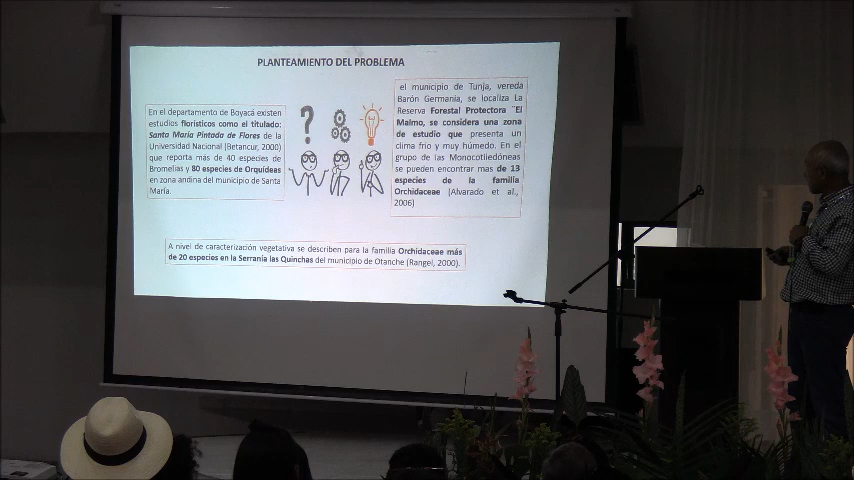 PLANTEAMIENTO DEL PROBLEMA
En el departamento de Boyacá existen
estudios florísticos como el titulado:
Santa María Pintada de Flores de la
Universidad Nacional (Betancur, 2000)
que reporta más de 40 especies de
Bromelias y 80 especies de Orquídeas
en zona andina del municipio de Santa
María.
?
el municipio de Tunja, vereda
Barón Germania, se localiza La
Reserva Forestal Protectora ¨El
Malmo, se considera una zona
de estudio que presenta un
clima frío y muy húmedo. En el
grupo de las Monocotiledóneas
se pueden encontrar mas de 13
especies de la familia
Orchidaceae (Alvarado et al.,
2006)
A nivel de caracterización vegetativa se describen para la familia Orchidaceae más
de 20 especies en la Serranía las Quinchas del municipio de Otanche (Rangel, 2000).